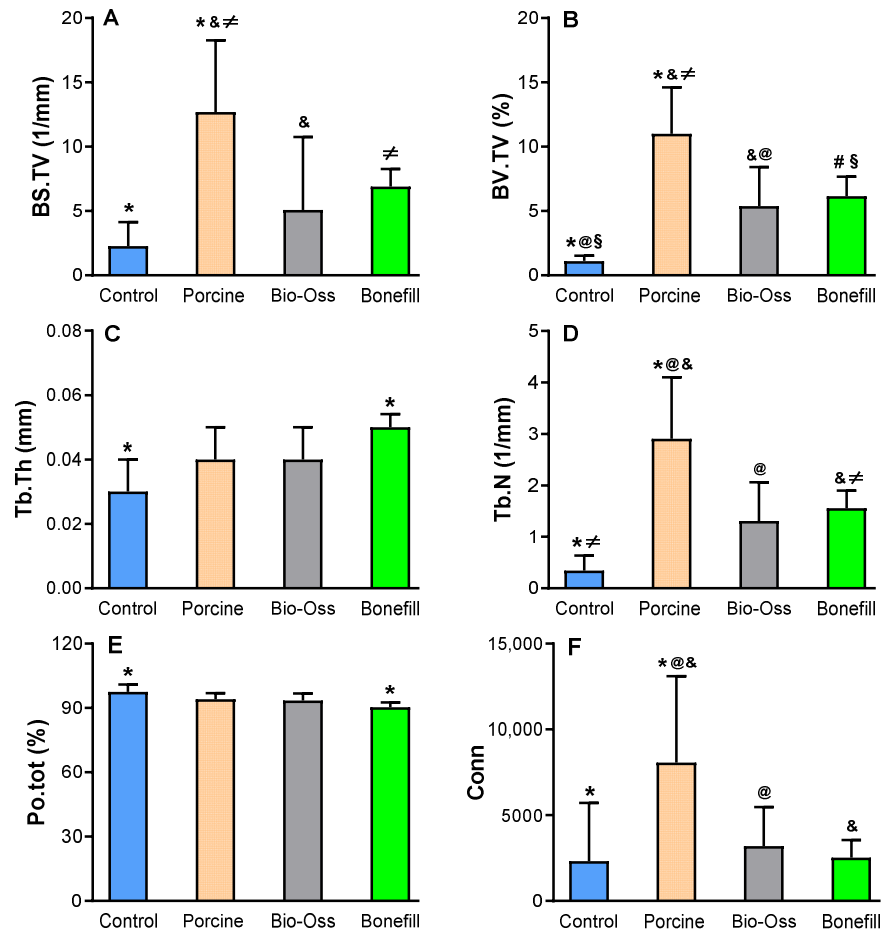 A
BS.TV (1/mm)
20
15
10
5
0
*
*&≠
&
≠
Control Porcine Bio-Oss Bonefill
B
BV.TV (%)
20
15
10
5
0
*@§
*&≠
&@
#§
Control Porcine Bio-Oss Bonefill
C
Tb.Th (mm)
0.08
0.06
0.04
0.02
0.00
*
*
Control Porcine Bio-Oss Bonefill
D
Tb.N (1/mm)
5
4
3
2
1
0
*≠
*@&
@
&≠
Control Porcine Bio-Oss Bonefill
E
Po.tot (%)
120
90
60
30
0
*
*
Control Porcine Bio-Oss Bonefill
F
Conn
15,000
10,000
5000
0
*
*@&
@
&
Control Porcine Bio-Oss Bonefill